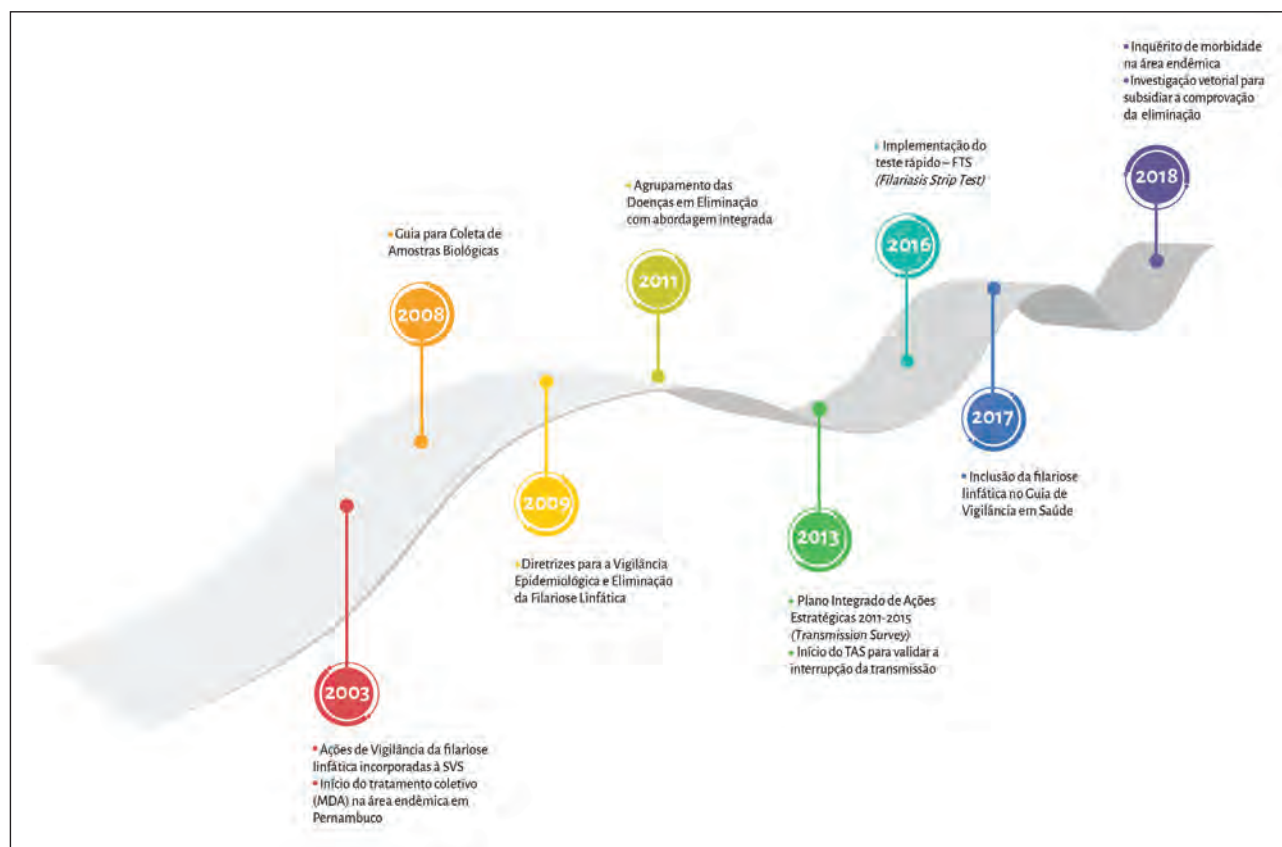 2003
• Ações de Vigilância da filariose
linfática incorporadas à SVS
• Início do tratamento coletivo
(MDA) na área endêmica em
Pernambuco
• Guia para Coleta de
Amostras Biológicas
2008
2009
• Diretrizes para a Vigilância
Epidemiológica e Eliminação
da Filariose Linfática
• Agrupamento das
Doenças em Eliminação
com abordagem integrada
2011
2013
• Plano Integrado de Ações
Estratégicas 2011-2015
(Transmission Survey)
• Início do TAS para validar a
interrupção da transmissão
• Implementação do
teste rápido – FTS
(Filariasis Strip Test)
2016
2017
• Inclusão da filariose
linfática no Guia de
Vigilância em Saúde
• Inquérito de morbidade
na área endêmica
• Investigação vetorial para
subsidiar a comprovação
da eliminação
2018